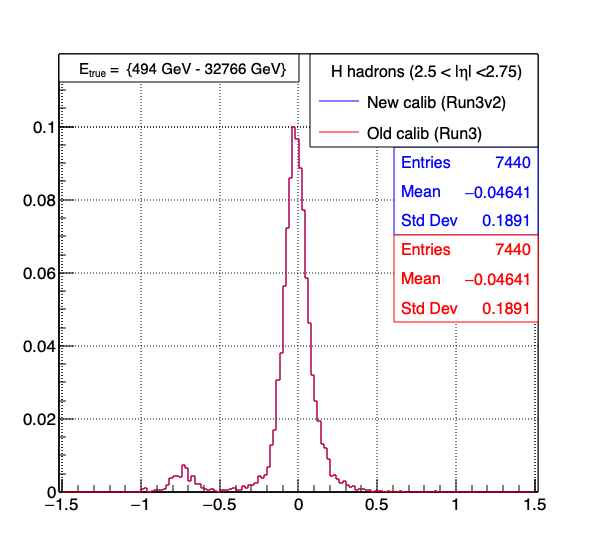 E_true = {494 GeV - 32766 GeV}
H hadrons (2.5 < |η| <2.75)
New calib (Run3v2)
Old calib (Run3)
Entries 7440
Mean −0.04641
Std Dev 0.1891
Entries 7440
Mean −0.04641
Std Dev 0.1891
0.1
0.08
0.06
0.04
0.02
0
−1.5 −1 −0.5 0 0.5 1 1.5